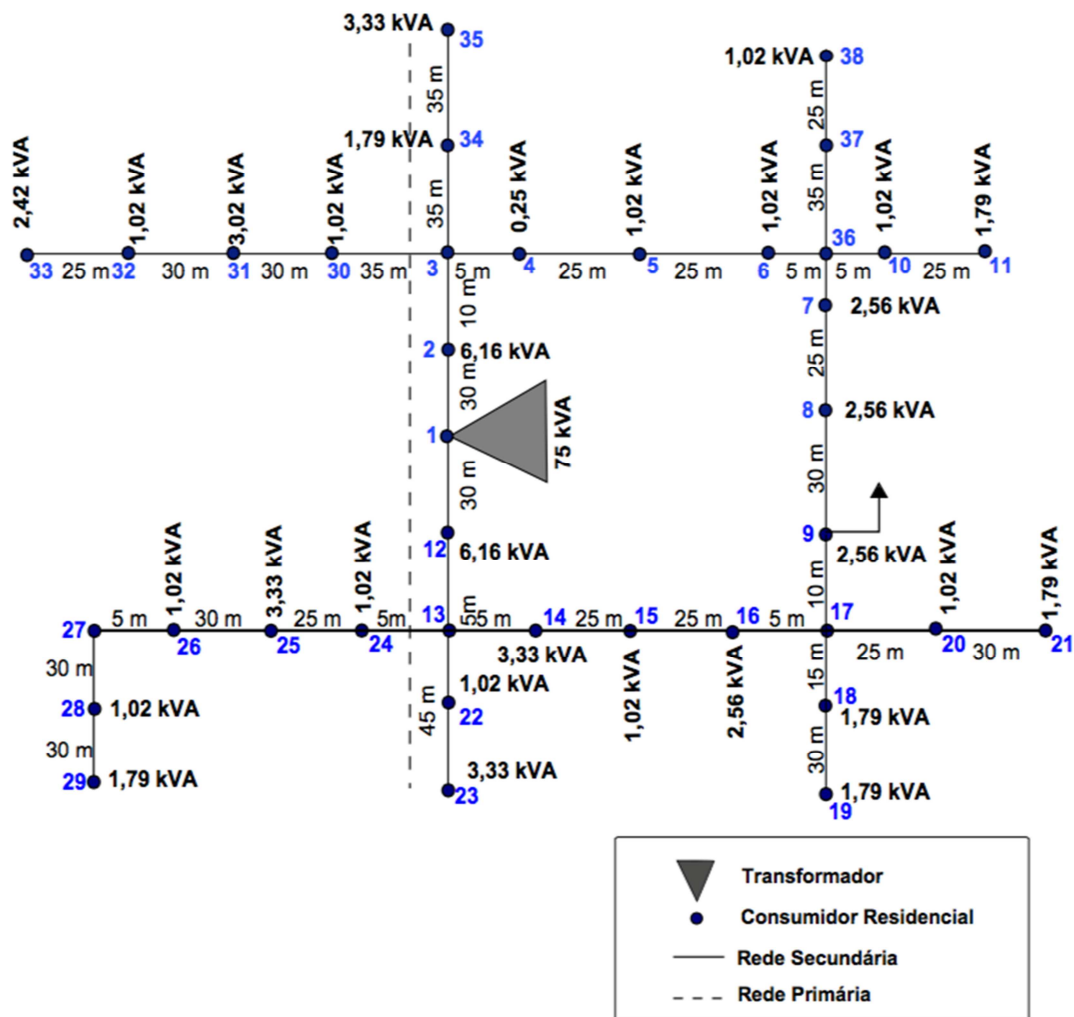 3,33 kVA
35
35 m
1,79 kVA
34
35 m
1,02 kVA
38
25 m
37
35 m
36
2,42 kVA
1,02 kVA
3,02 kVA
1,02 kVA
0,25 kVA
1,02 kVA
1,02 kVA
1,02 kVA
1,79 kVA
33
25 m
32
30 m
31
30 m
30
35 m
3
5 m
4
25 m
5
25 m
6
5 m
5 m
10
25 m
11
10 m
7
2,56 kVA
2
6,16 kVA
25 m
30 m
8
2,56 kVA
1
75 kVA
30 m
30 m
12
6,16 kVA
9
2,56 kVA
10 m
1,02 kVA
3,33 kVA
1,02 kVA
1,02 kVA
1,79 kVA
27
5 m
26
30 m
25
25 m
24
5m
13
5 m
14
25 m
15
25 m
16
5 m
17
25 m
20
30 m
21
3,33 kVA
1,02 kVA
2,56 kVA
30 m
28
1,02 kVA
30 m
29
1,79 kVA
45 m
1,02 kVA
22
3,33 kVA
23
15 m
18
1,79 kVA
30 m
1,79 kVA
19
Transformador
Consumidor Residencial
Rede Secundária
Rede Primária